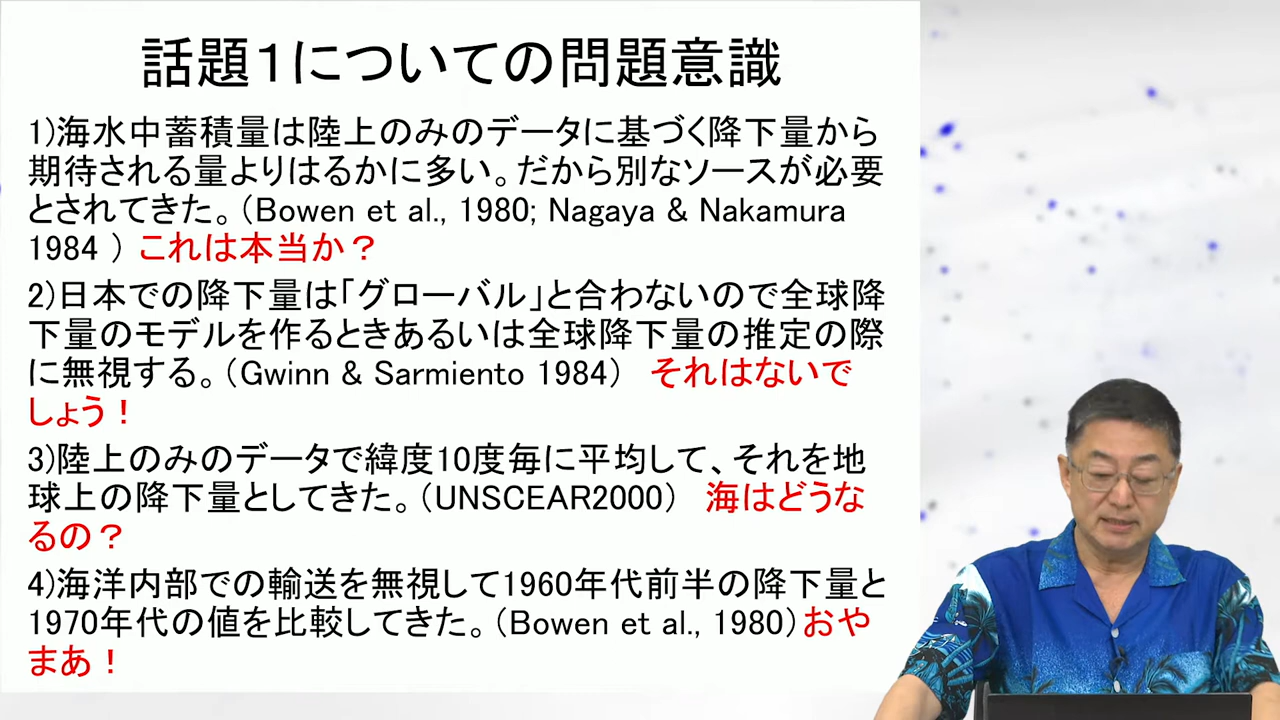 話題１についての問題意識
1)海水中蓄積量は陸上のみのデータに基づく降下量から
期待される量よりはるかに多い。だから別なソースが必要
とされてきた。（Bowen et al., 1980; Nagaya & Nakamura
1984 ） これは本当か？
2)日本での降下量は「グローバル」と合わないので全球降
下量のモデルを作るときあるいは全球降下量の推定の際
に無視する。（Gwinn & Sarmiento 1984） それはないで
しょう！
3)陸上のみのデータで緯度10度毎に平均して、それを地
球上の降下量としてきた。（UNSCEAR2000） 海はどうな
るの？
4)海洋内部での輸送を無視して1960年代前半の降下量と
1970年代の値を比較してきた。（Bowen et al., 1980）おや
まあ！